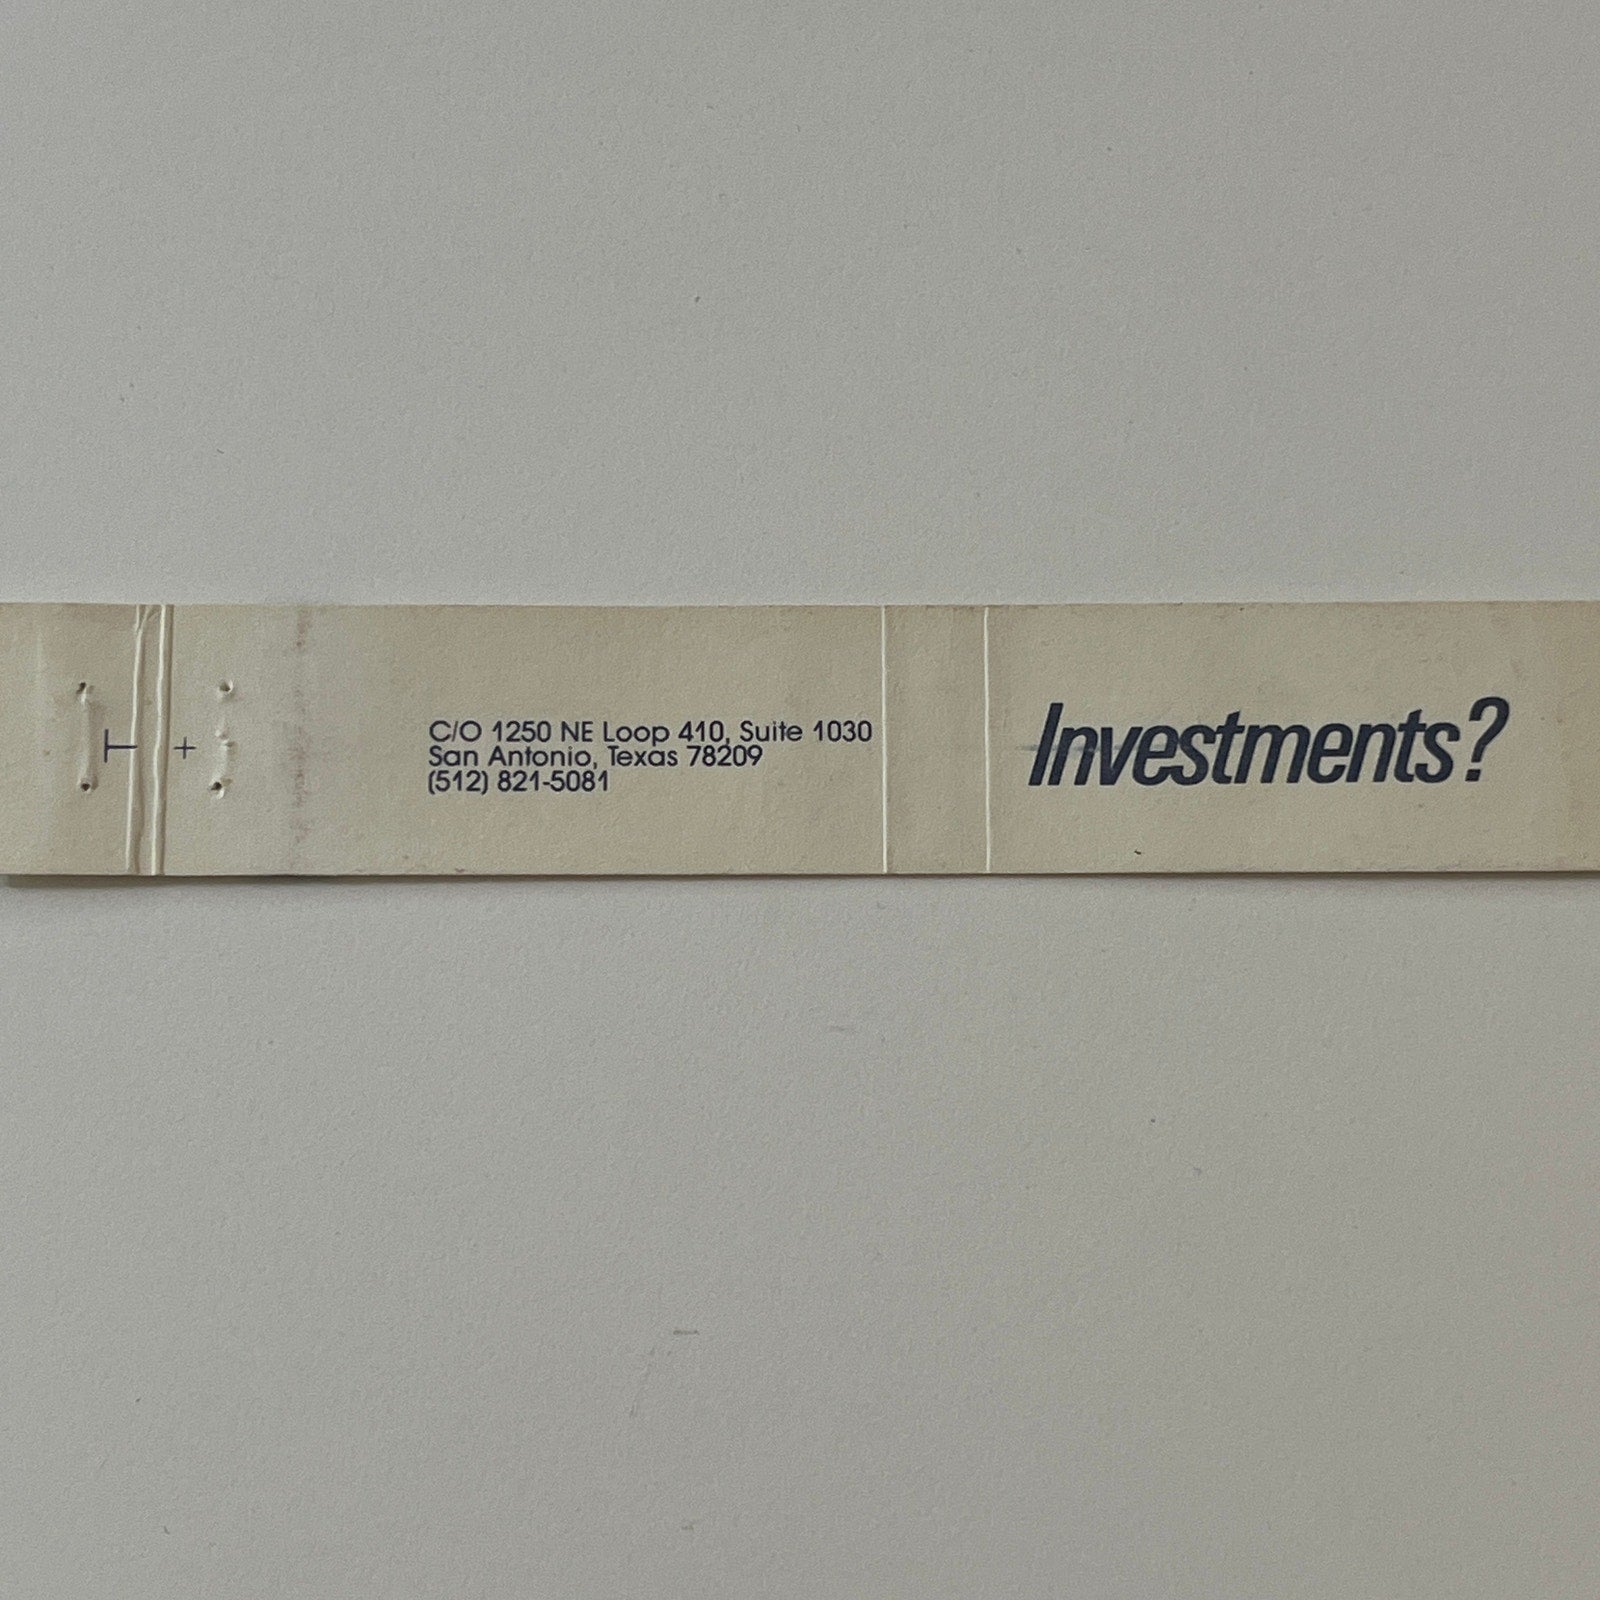 C/O 1250 NE Loop 410, Suite 1030
San Antonio, Texas 78209
(512) 821-5081
Investments?